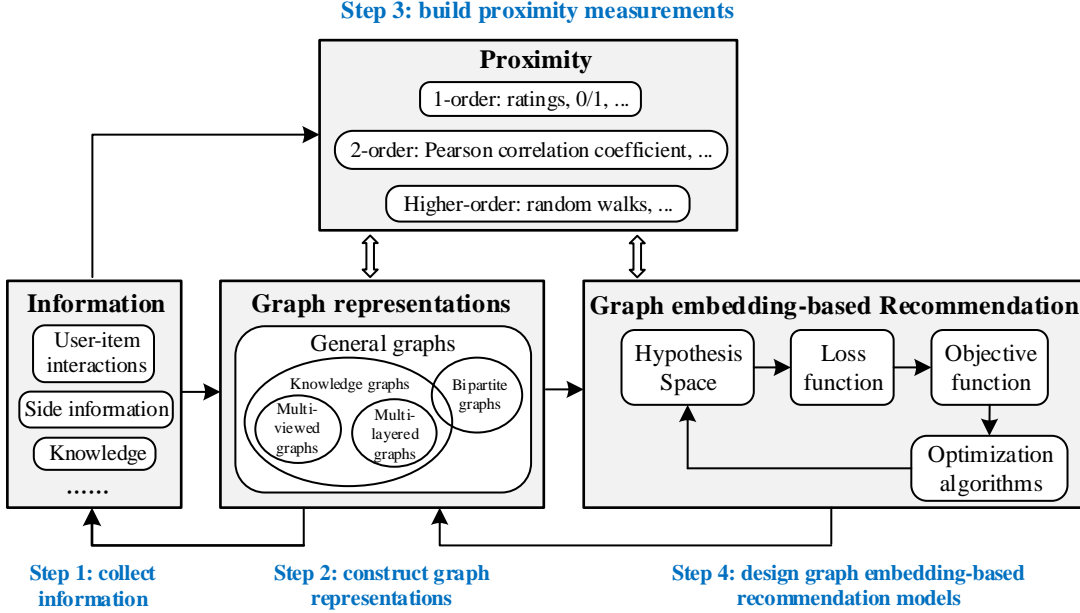 Step 3: build proximity measurements
Proximity
1-order: ratings, 0/1, ...
2-order: Pearson correlation coefficient, ...
Higher-order: random walks, ...
Information
User-item
interactions
Side information
Knowledge
......
Graph representations
General graphs
Knowledge graphs
Multi-
viewed
graphs
Multi-
layered
graphs
Bipartite
graphs
Graph embedding-based Recommendation
Hypothesis
Space
Loss
function
Objective
function
Optimization
algorithms
Step 1: collect
information
Step 2: construct graph
representations
Step 4: design graph embedding-based
recommendation models